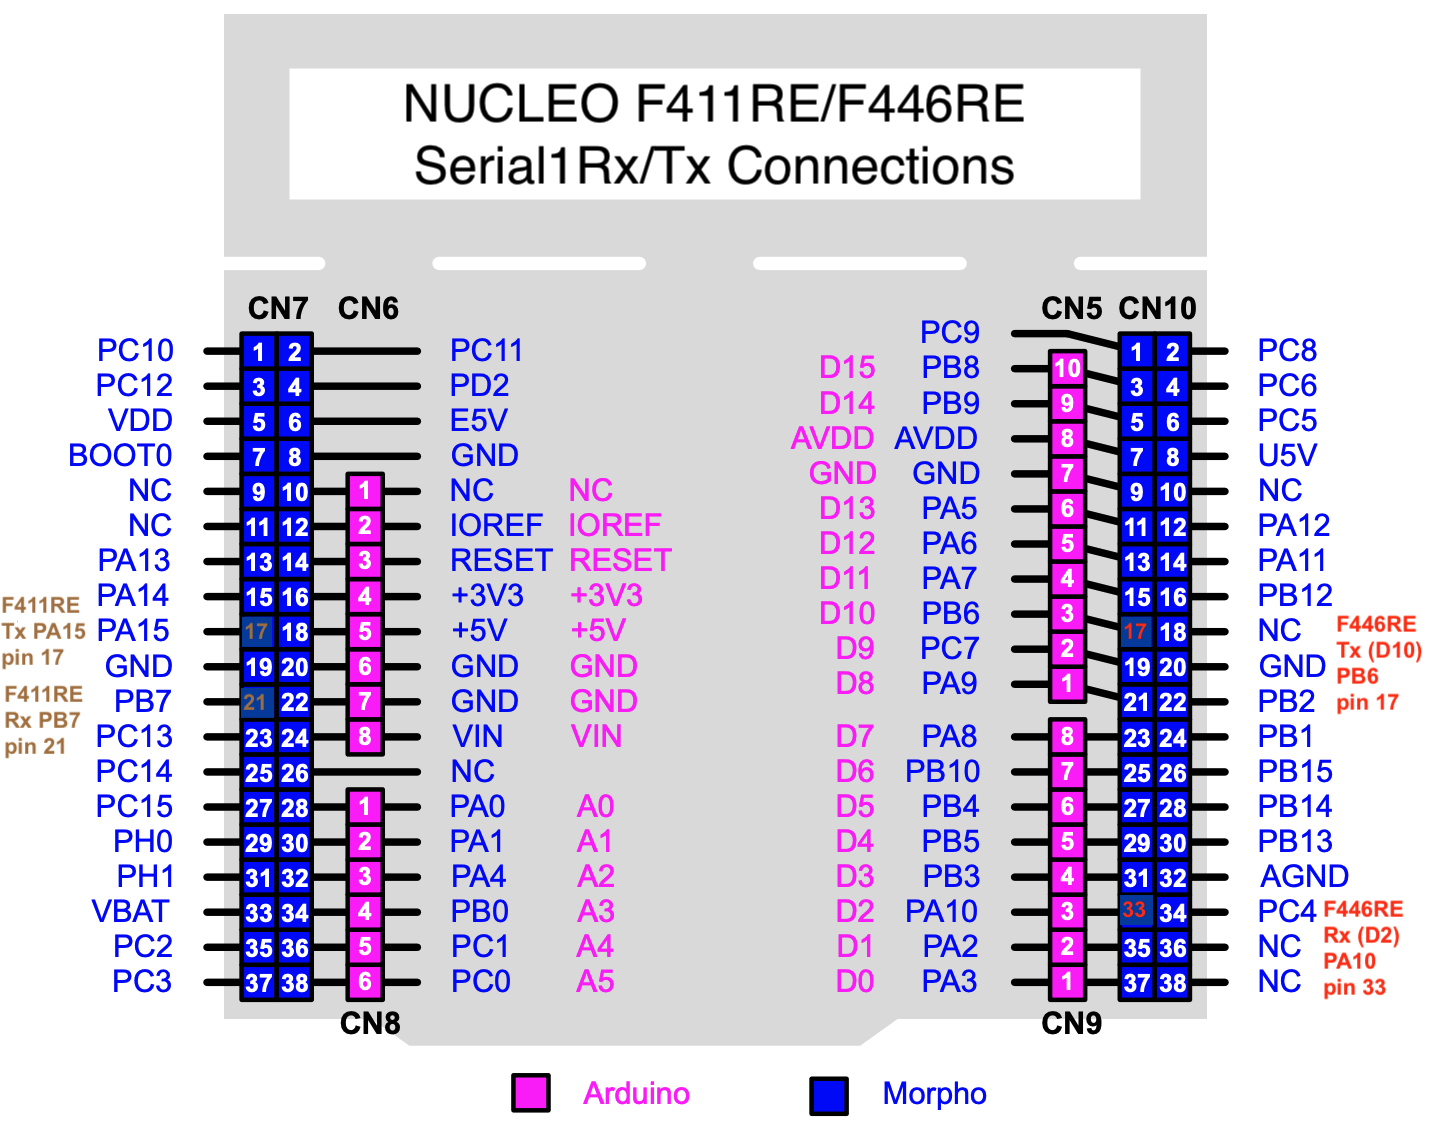 NUCLEO F411RE/F446RE
Serial1Rx/Tx Connections
CN7 CN6 CN5 CN10
PC9
PC10 1 2 PC11 1 2 PC8
D15 PB8 10
PC12 3 4 PD2 3 4 PC6
D14 PB9 9
VDD 5 6 E5V 5 6 PC5
AVDD AVDD 8
BOOT0 7 8 GND 7 8 U5V
GND GND 7
NC 9 10 1 NC NC 9 10 NC
D13 PA5 6
NC 11 12 2 IOREF IOREF 11 12 PA12
D12 PA6 5
PA13 13 14 3 RESET RESET 13 14 PA11
D11 PA7 4
PA14 15 16 4 +3V3 +3V3 15 16 PB12
D10 PB6 3
PA15 17 18 5 +5V +5V 17 18 NC
D9 PC7 2
GND 19 20 6 GND GND 19 20 GND
D8 PA9 1
PB7 21 22 7 GND GND 21 22 PB2
PC13 23 24 8 VIN VIN D7 PA8 8 23 24 PB1
PC14 25 26 NC D6 PB10 7 25 26 PB15
PC15 27 28 1 PA0 A0 D5 PB4 6 27 28 PB14
PH0 29 30 2 PA1 A1 D4 PB5 5 29 30 PB13
PH1 31 32 3 PA4 A2 D3 PB3 4 31 32 AGND
VBAT 33 34 4 PB0 A3 D2 PA10 3 33 34 PC4
PC2 35 36 5 PC1 A4 D1 PA2 2 35 36 NC
PC3 37 38 6 PC0 A5 D0 PA3 1 37 38 NC
CN8 CN9
F411RE
Tx PA15
pin 17
F411RE
Rx PB7
pin 21
F446RE
Tx (D10)
PB6
pin 17
F446RE
Rx (D2)
PA10
pin 33
Arduino Morpho